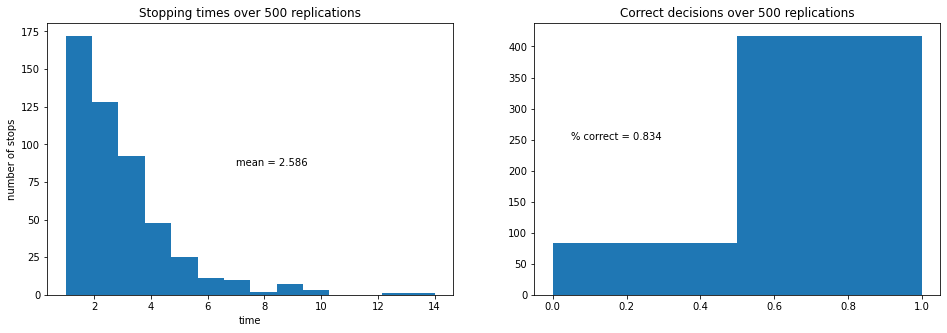 Stopping times over 500 replications
175
150
125
100
75
50
25
0
number of stops
mean = 2.586
2 4 6 8 10 12 14
time
Correct decisions over 500 replications
400
350
300
250
200
150
100
50
0
% correct = 0.834
0.0 0.2 0.4 0.6 0.8 1.0